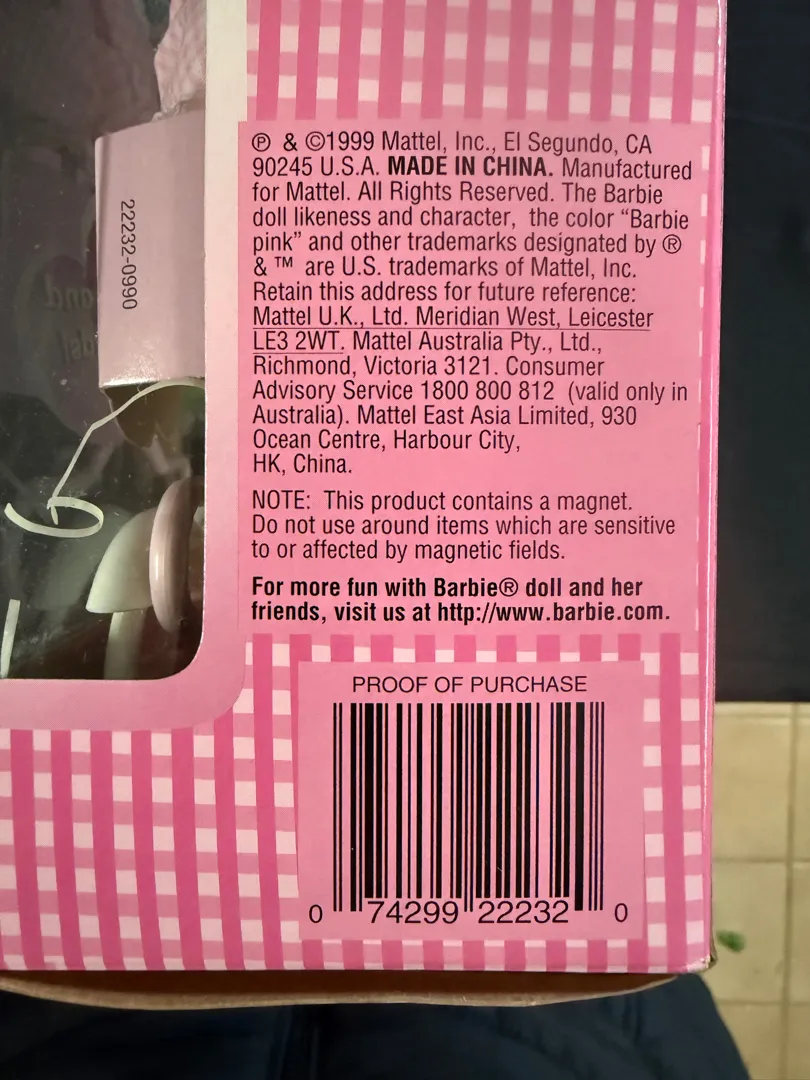 22232-0990
℗ & ©1999 Mattel, Inc., El Segundo, CA
90245 U.S.A. MADE IN CHINA. Manufactured
for Mattel. All Rights Reserved. The Barbie
doll likeness and character, the color “Barbie
pink” and other trademarks designated by ®
& ™ are U.S. trademarks of Mattel, Inc.
Retain this address for future reference:
Mattel U.K., Ltd. Meridian West, Leicester
LE3 2WT. Mattel Australia Pty., Ltd.,
Richmond, Victoria 3121. Consumer
Advisory Service 1800 800 812 (valid only in
Australia). Mattel East Asia Limited, 930
Ocean Centre, Harbour City,
HK, China.
NOTE: This product contains a magnet.
Do not use around items which are sensitive
to or affected by magnetic fields.
For more fun with Barbie® doll and her
friends, visit us at http://www.barbie.com.
PROOF OF PURCHASE
0 74299 22232 0